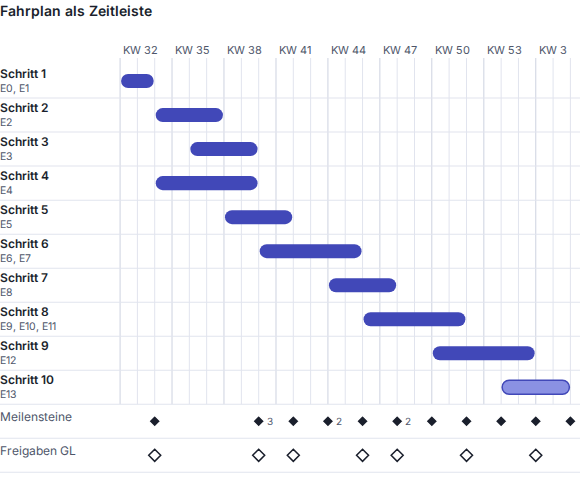 Fahrplan als Zeitleiste
KW 32 KW 35 KW 38 KW 41 KW 44 KW 47 KW 50 KW 53 KW 3
Schritt 1
E0, E1
Schritt 2
E2
Schritt 3
E3
Schritt 4
E4
Schritt 5
E5
Schritt 6
E6, E7
Schritt 7
E8
Schritt 8
E9, E10, E11
Schritt 9
E12
Schritt 10
E13
Meilensteine 3 2 2
Freigaben GL